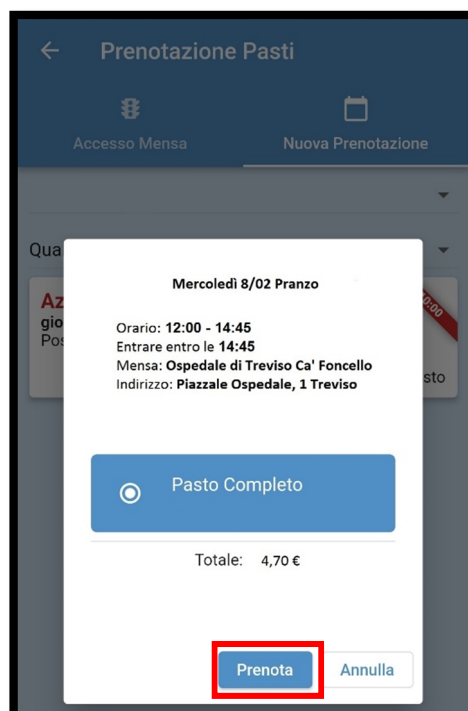 Prenotazione Pasti
Accesso Mensa
Nuova Prenotazione
Qua
Mercoledì 8/02 Pranzo
Az
gio
Pos
0:00
Orario: 12:00 - 14:45
Entrare entro le 14:45
Mensa: Ospedale di Treviso Ca' Foncello
Indirizzo: Piazzale Ospedale, 1 Treviso
sto
Pasto Completo
Totale: 4,70 €
Prenota
Annulla